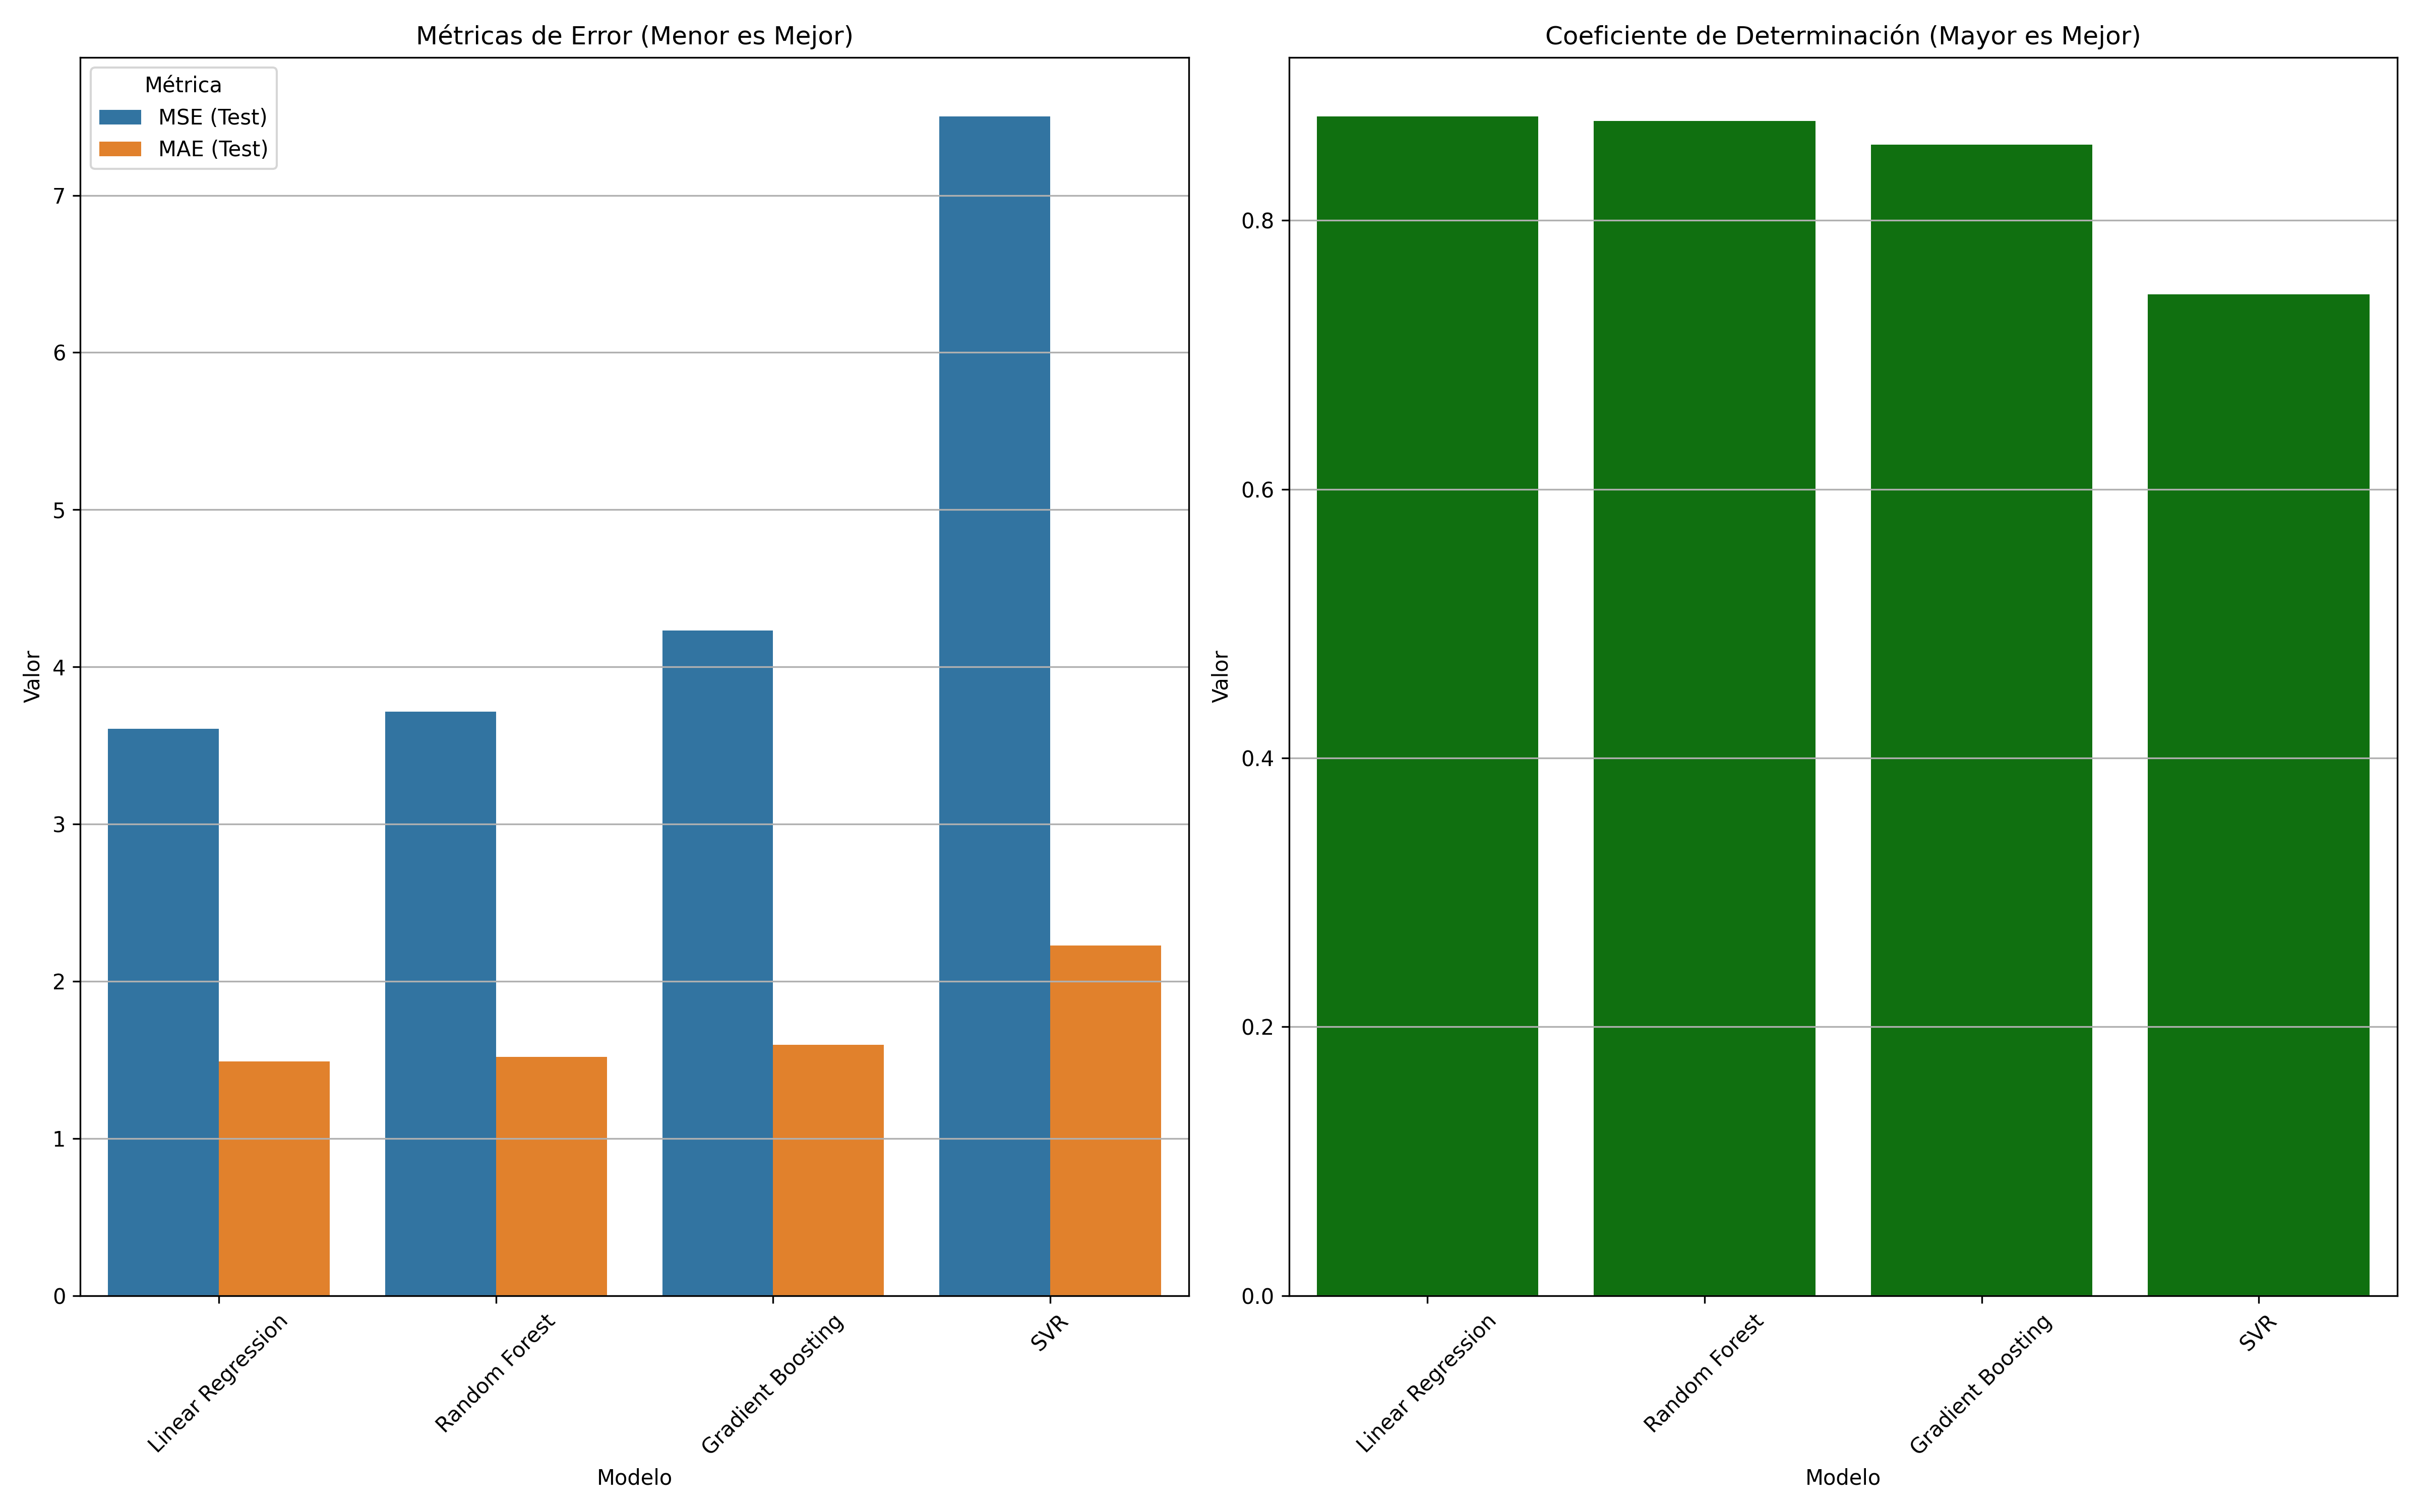 Métricas de Error (Menor es Mejor)
Métrica
MSE (Test)
MAE (Test)
7
6
5
4
3
2
1
0
Valor
Linear Regression
Random Forest
Gradient Boosting
SVR
Modelo
Coeficiente de Determinación (Mayor es Mejor)
0.8
0.6
0.4
0.2
0.0
Valor
Linear Regression
Random Forest
Gradient Boosting
SVR
Modelo